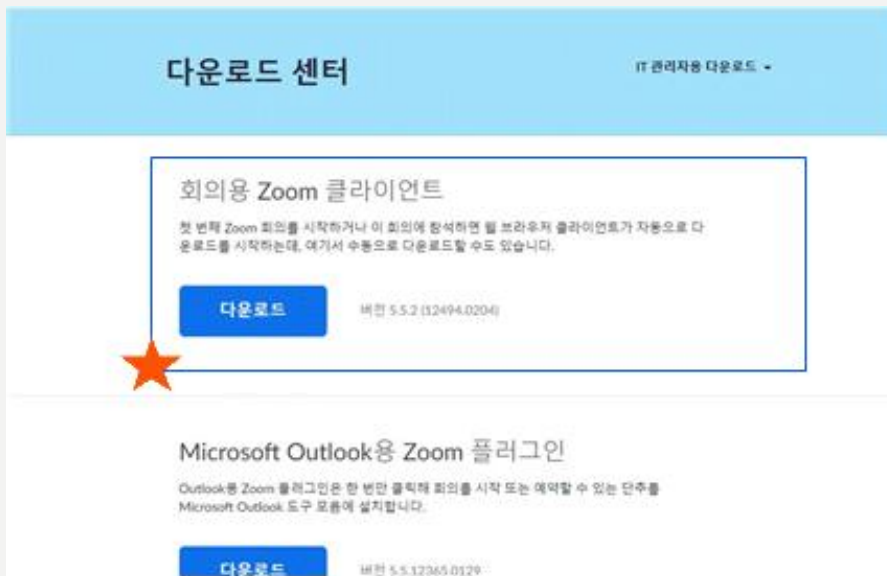 다운로드 센터
IT 관리자용 다운로드
회의용 Zoom 클라이언트
첫 번째 Zoom 회의를 시작하거나 이 회의에 참석하면 웹 브라우저 클라이언트가 자동으로 다
운로드를 시작하는데, 여기서 수동으로 다운로드할 수도 있습니다.
다운로드
버전 5.5.2 (12494.0204)
Microsoft Outlook용 Zoom 플러그인
Outlook용 Zoom 플러그인은 한 번만 클릭해 회의를 시작 또는 예약할 수 있는 단추를
Microsoft Outlook 도구 모음에 설치합니다.
다운로드
버전 5.5.12365.0129